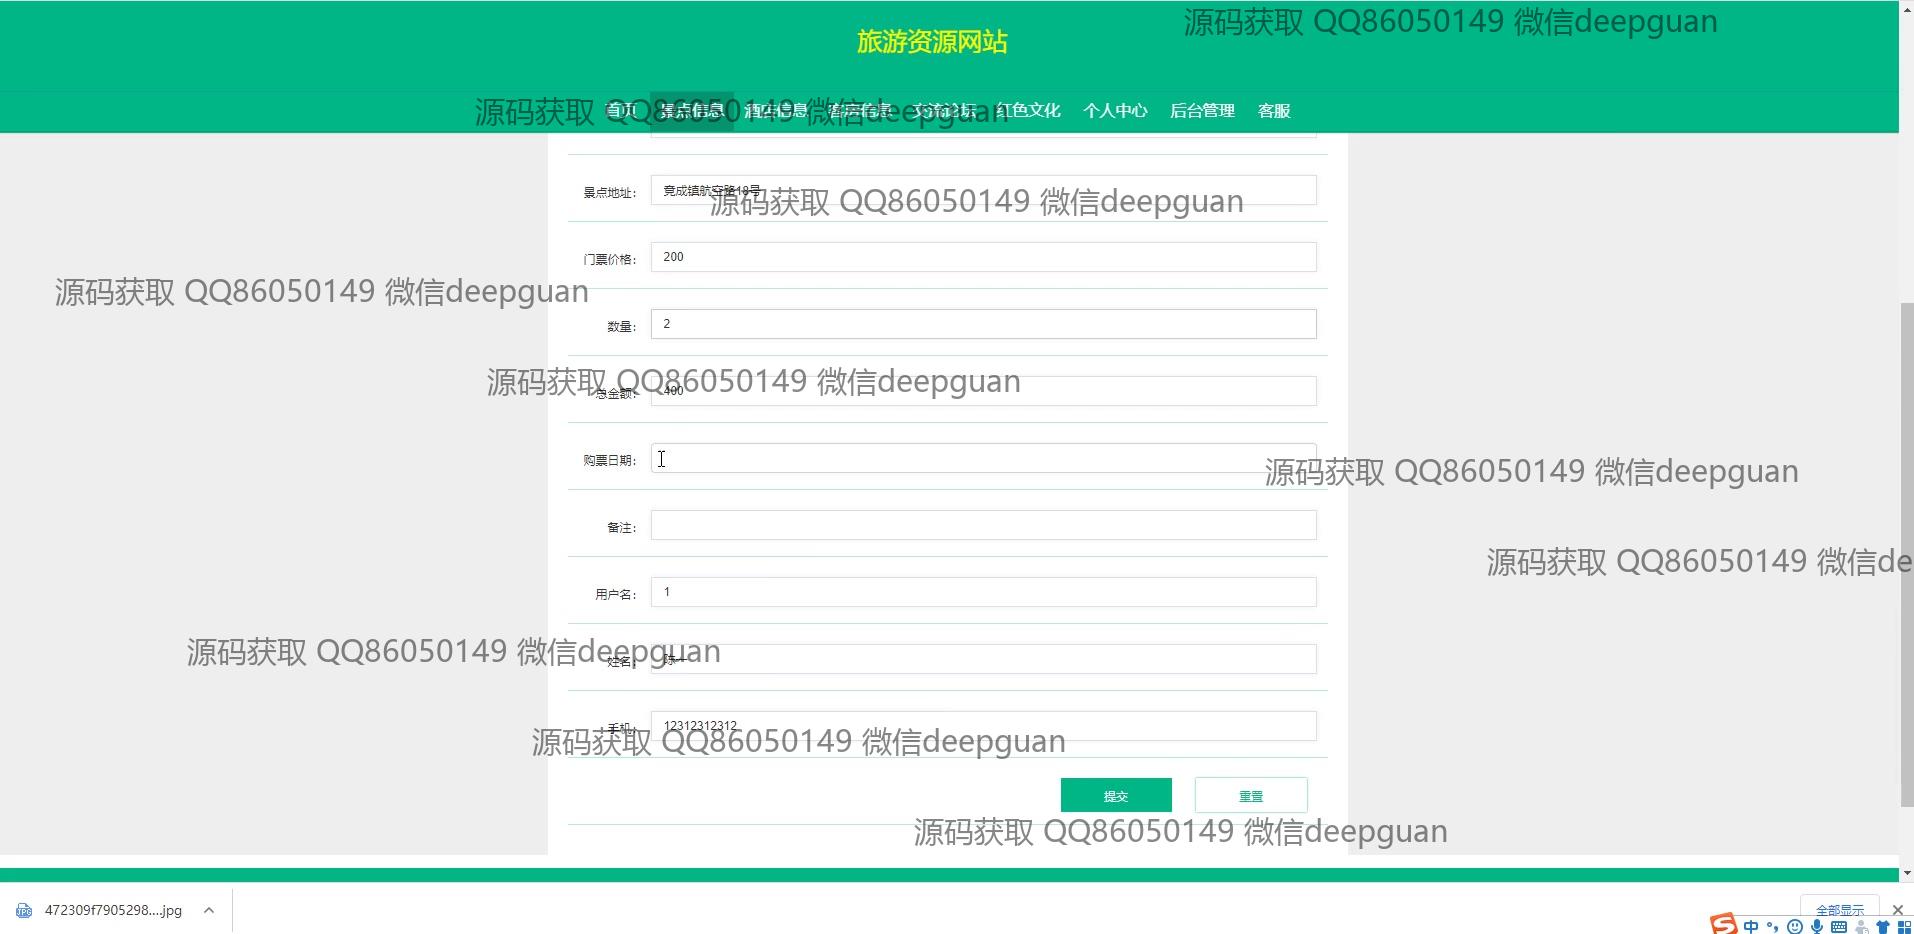 源码获取 QQ86050149 微信deepguan
旅游资源网站
首页 景点信息 酒店信息 客房信息 交流论坛 红色文化 个人中心 后台管理 客服
源码获取 QQ86050149 微信deepguan
景点地址: 竟成镇航空路18号
源码获取 QQ86050149 微信deepguan
门票价格: 200
源码获取 QQ86050149 微信deepguan
数量: 2
源码获取 QQ86050149 微信deepguan
总金额: 400
购票日期:
源码获取 QQ86050149 微信deepguan
备注:
源码获取 QQ86050149 微信de
用户名: 1
源码获取 QQ86050149 微信deepguan
姓名: 陈一
手机: 12312312312
源码获取 QQ86050149 微信deepguan
提交 重置
源码获取 QQ86050149 微信deepguan
472309f7905298....jpg
全部显示
中